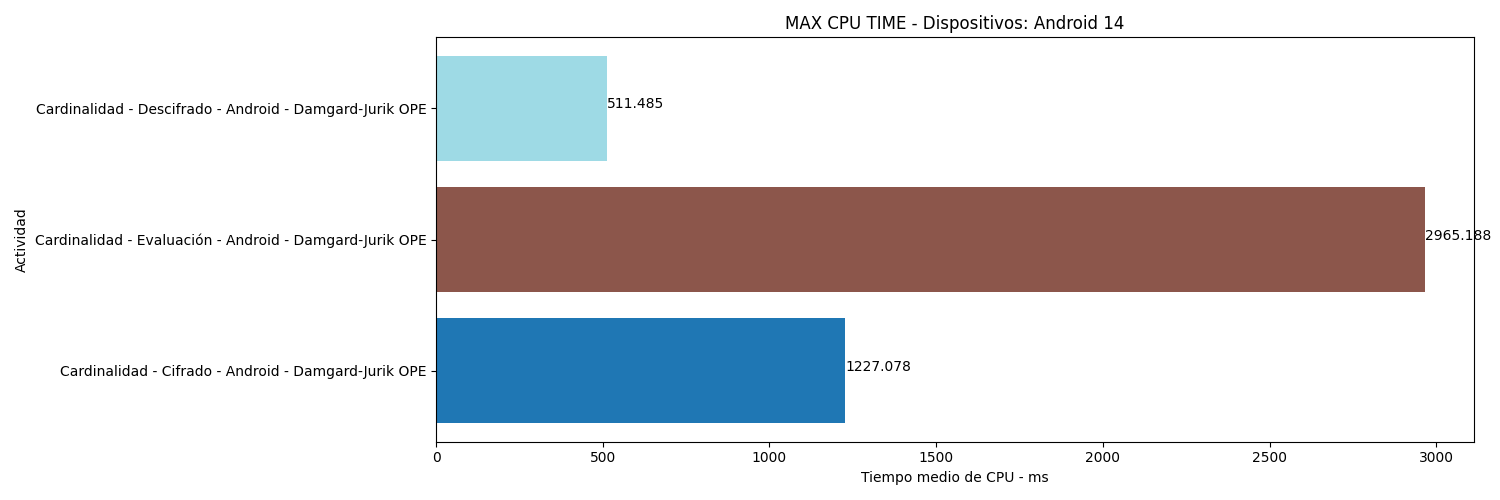 MAX CPU TIME - Dispositivos: Android 14
Cardinalidad - Descifrado - Android - Damgard-Jurik OPE
511.485
Cardinalidad - Evaluación - Android - Damgard-Jurik OPE
2965.188
Cardinalidad - Cifrado - Android - Damgard-Jurik OPE
1227.078
Actividad
0 500 1000 1500 2000 2500 3000
Tiempo medio de CPU - ms